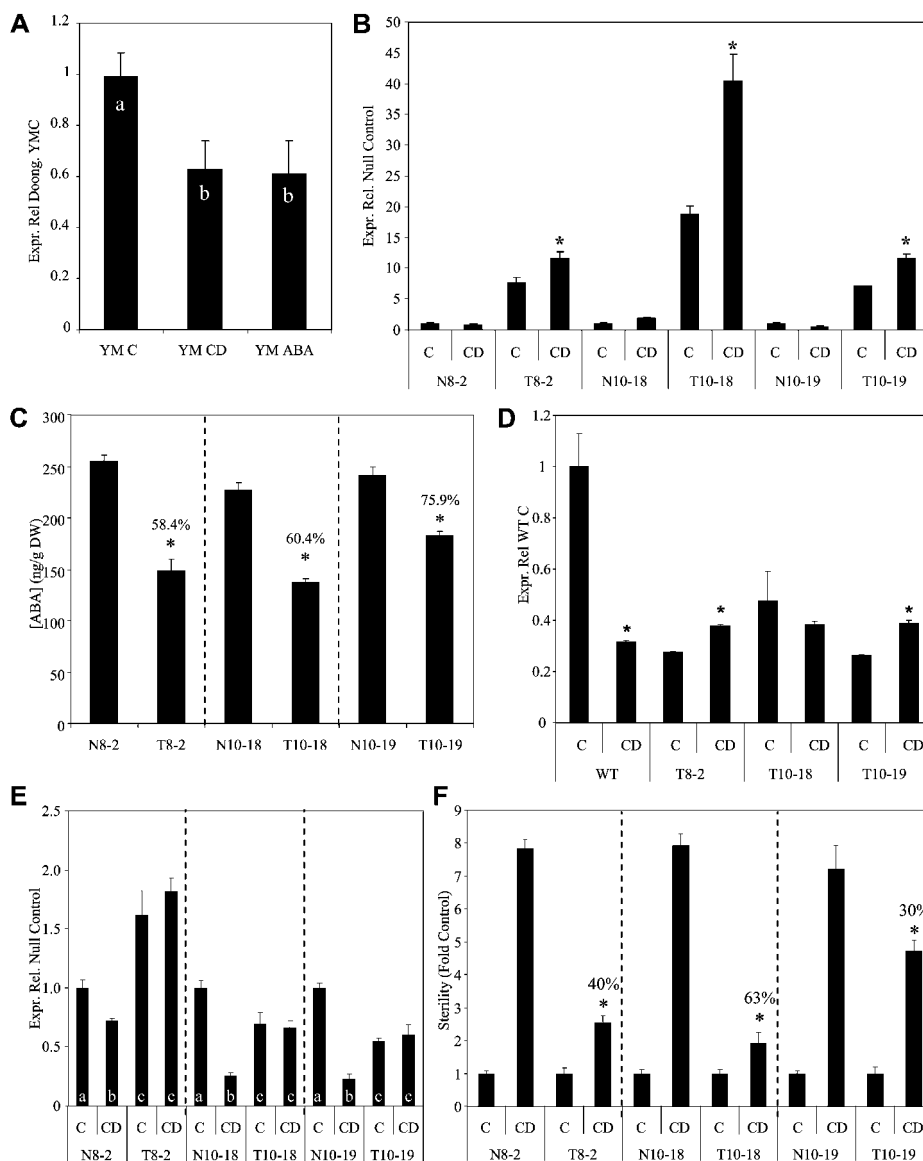 A
1.2
1
0.8
0.6
0.4
0.2
0
Expr. Rel Doong. YMC
a
b
b
YM C
YM CD
YM ABA
B
50
45
40
35
30
25
20
15
10
5
0
Expr. Rel. Null Control
*
*
*
C CD C CD C CD C CD C CD C CD
N8-2 T8-2 N10-18 T10-18 N10-19 T10-19
C
300
250
200
150
100
50
0
[ABA] (ng/g DW)
58.4%
*
60.4%
*
75.9%
*
N8-2 T8-2 N10-18 T10-18 N10-19 T10-19
D
1.2
1
0.8
0.6
0.4
0.2
0
Expr. Rel WT C
*
*
*
C CD C CD C CD C CD
WT T8-2 T10-18 T10-19
E
2.5
2.0
1.5
1.0
0.5
0
Expr. Rel. Null Control
a b c c a b c c a b c c
C CD C CD C CD C CD C CD C CD
N8-2 T8-2 N10-18 T10-18 N10-19 T10-19
F
9
8
7
6
5
4
3
2
1
0
Sterility (Fold Control)
40%
*
63%
*
30%
*
C CD C CD C CD C CD C CD C CD
N8-2 T8-2 N10-18 T10-18 N10-19 T10-19